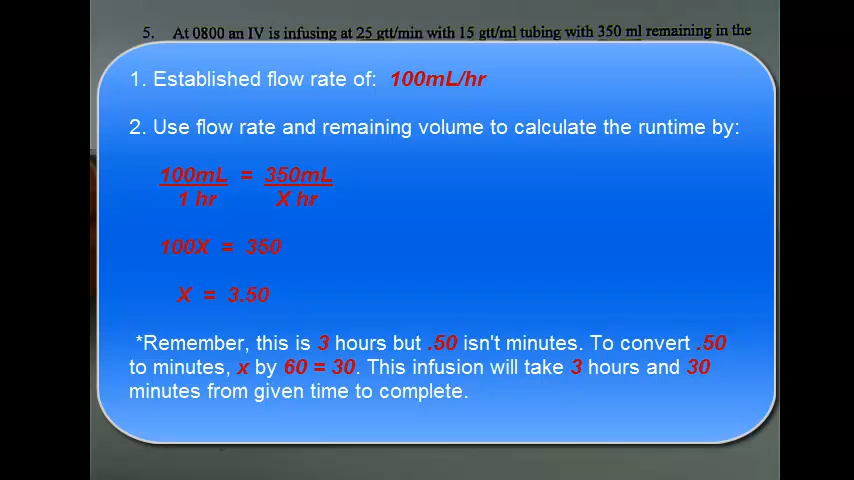 5. At 0800 an IV is infusing at 25 gtt/min with 15 gtt/ml tubing with 350 ml remaining in the
1. Established flow rate of: 100mL/hr
2. Use flow rate and remaining volume to calculate the runtime by:
100mL = 350mL
1 hr X hr
100X = 350
X = 3.50
*Remember, this is 3 hours but .50 isn't minutes. To convert .50
to minutes, x by 60 = 30. This infusion will take 3 hours and 30
minutes from given time to complete.